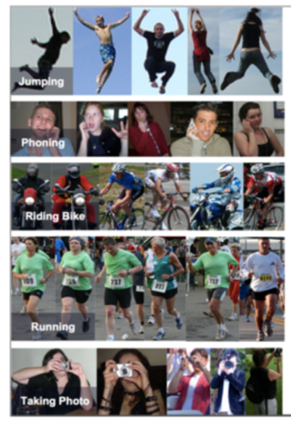 Jumping
Phoning
Riding Bike
Running
Taking Photo